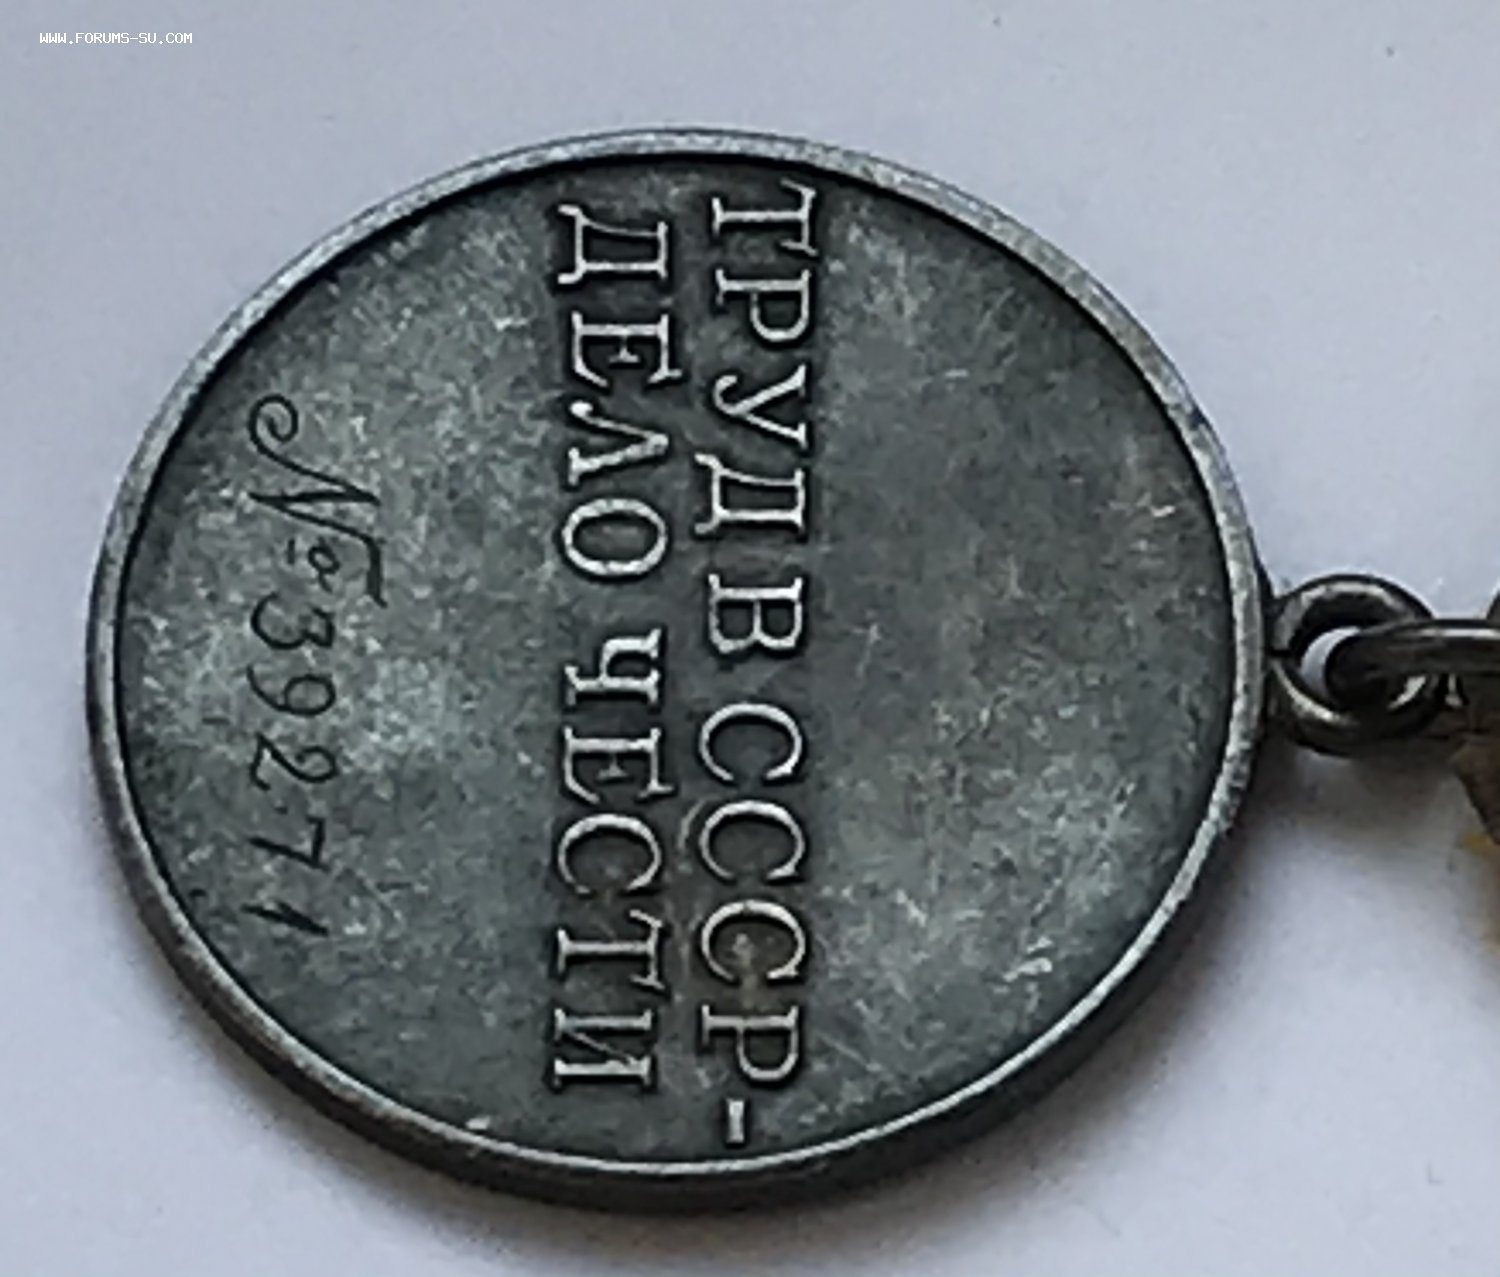 WWW.FORUMS-SU.COM
ТРУД В СССР-
ДЕЛО ЧЕСТИ
№ 39271